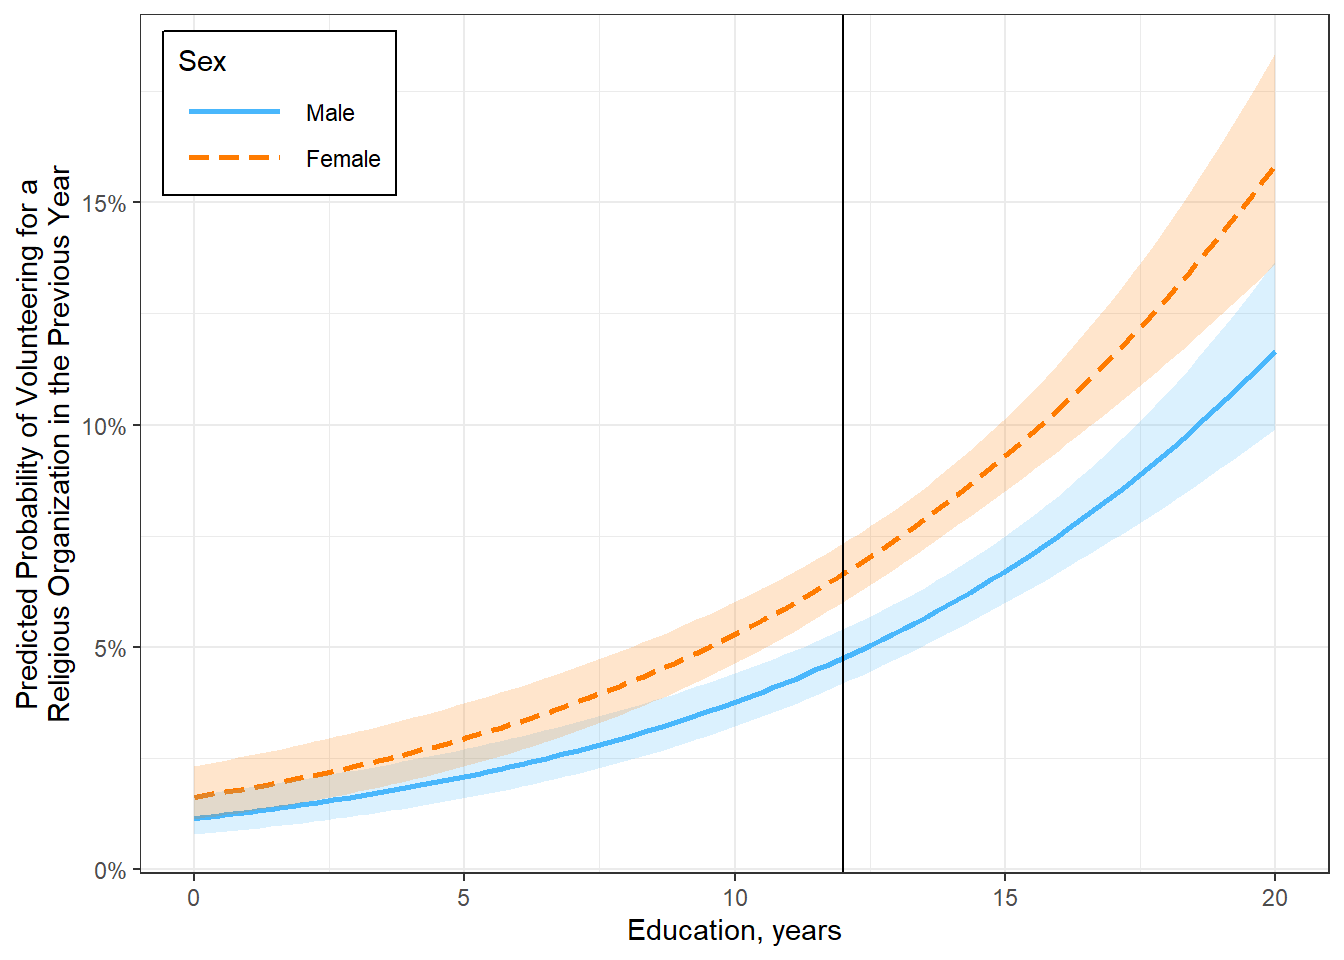 Sex
Male
Female
Predicted Probability of Volunteering for a
Religious Organization in the Previous Year
15%
10%
5%
0%
0 5 10 15 20
Education, years